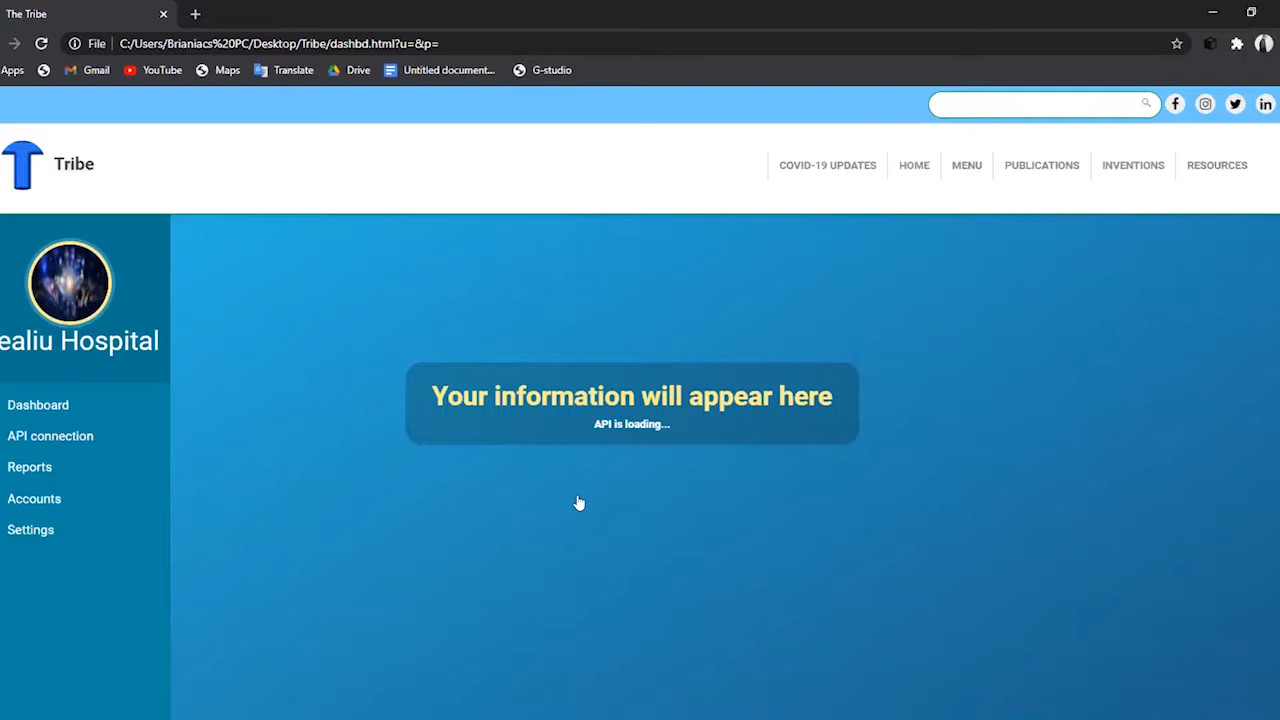 The Tribe
File C:/Users/Brianiacs%20PC/Desktop/Tribe/dashbd.html?u=&p=
Apps Gmail YouTube Maps Translate Drive Untitled document... G-studio
Tribe
COVID-19 UPDATES HOME MENU PUBLICATIONS INVENTIONS RESOURCES
ealiu Hospital
Dashboard
API connection
Reports
Accounts
Settings
Your information will appear here
API is loading...